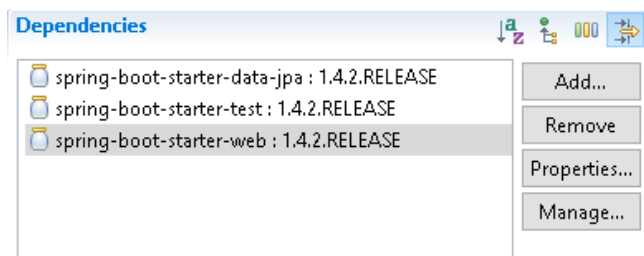 Dependencies
spring-boot-starter-data-jpa : 1.4.2.RELEASE
spring-boot-starter-test : 1.4.2.RELEASE
spring-boot-starter-web : 1.4.2.RELEASE
Add...
Remove
Properties...
Manage...